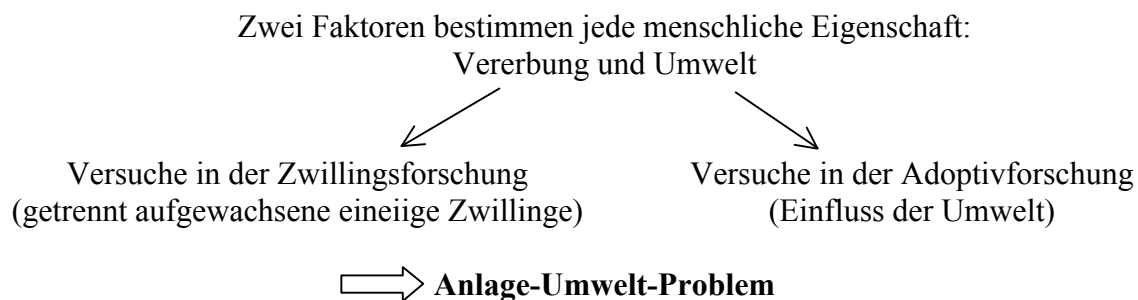 Zwei Faktoren bestimmen jede menschliche Eigenschaft:
Vererbung und Umwelt
Versuche in der Zwillingsforschung
(getrennt aufgewachsene eineiige Zwillinge)
Versuche in der Adoptivforschung
(Einfluss der Umwelt)
Anlage-Umwelt-Problem